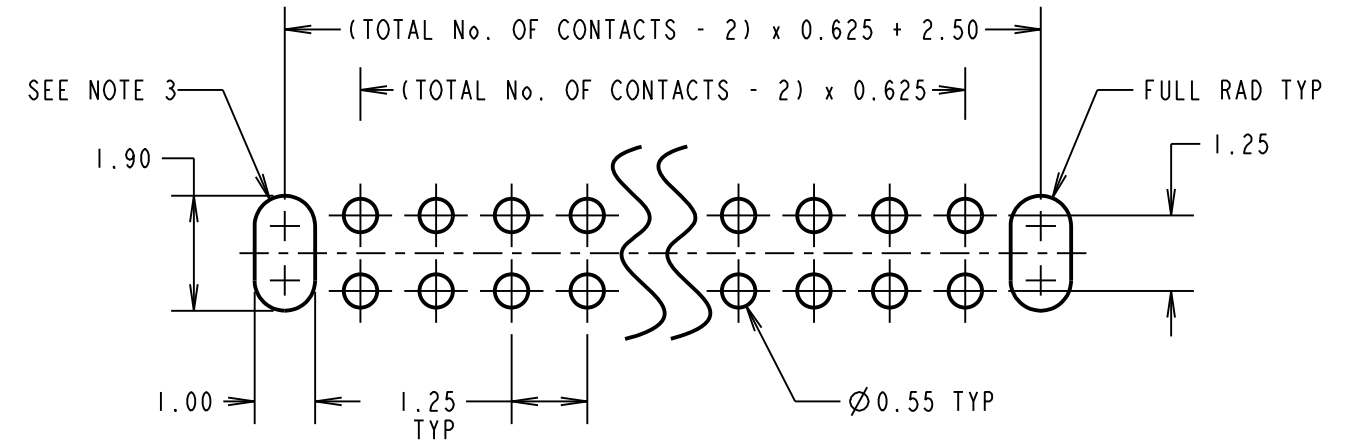 (TOTAL No. OF CONTACTS - 2) x 0.625 + 2.50
SEE NOTE 3
(TOTAL No. OF CONTACTS - 2) x 0.625
FULL RAD TYP
1.90
1.25
1.00
1.25
TYP
Ø0.55 TYP